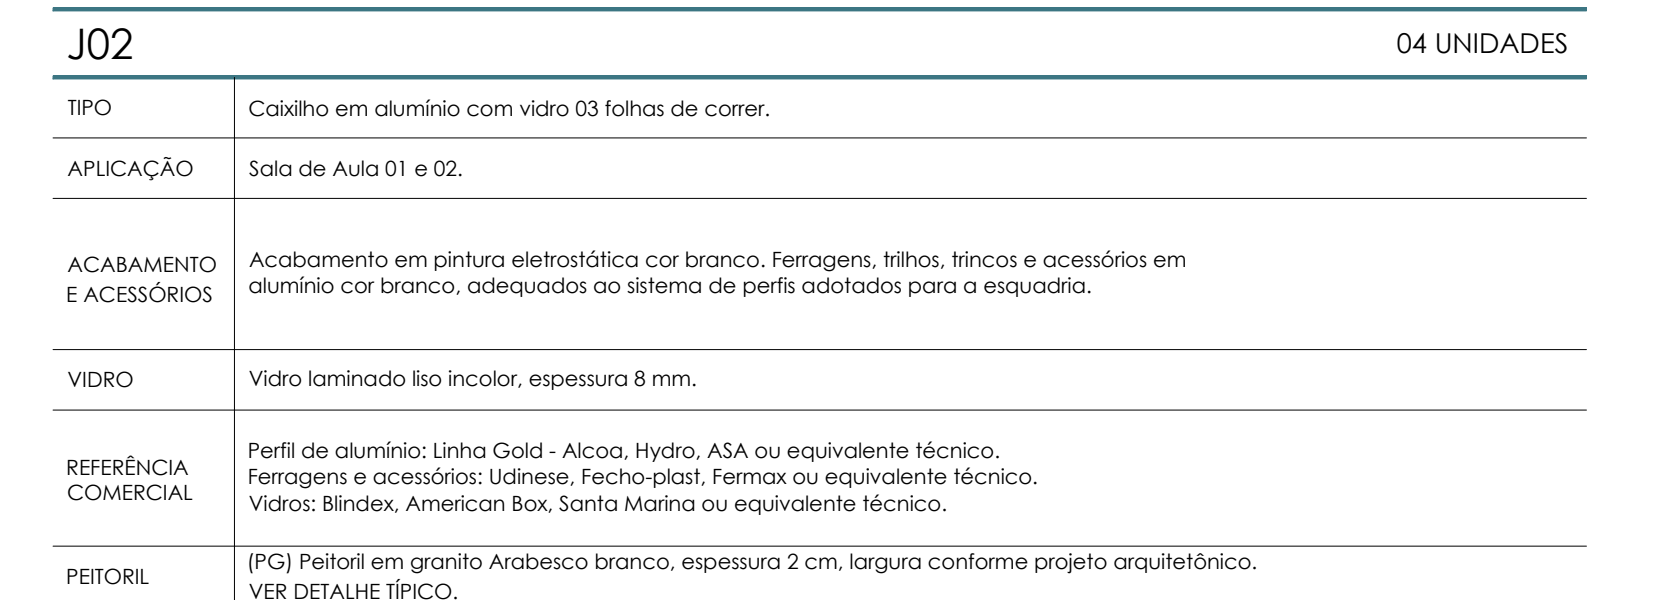 J02
04 UNIDADES
TIPO
Caixilho em alumínio com vidro 03 folhas de correr.
APLICAÇÃO
Sala de Aula 01 e 02.
ACABAMENTO
E ACESSÓRIOS
Acabamento em pintura eletrostática cor branco. Ferragens, trilhos, trincos e acessórios em
alumínio cor branco, adequados ao sistema de perfis adotados para a esquadria.
VIDRO
Vidro laminado liso incolor, espessura 8 mm.
REFERÊNCIA
COMERCIAL
Perfil de alumínio: Linha Gold - Alcoa, Hydro, ASA ou equivalente técnico.
Ferragens e acessórios: Udinese, Fecho-plast, Fermax ou equivalente técnico.
Vidros: Blindex, American Box, Santa Marina ou equivalente técnico.
PEITORIL
(PG) Peitoril em granito Arabesco branco, espessura 2 cm, largura conforme projeto arquitetônico.
VER DETALHE TÍPICO.